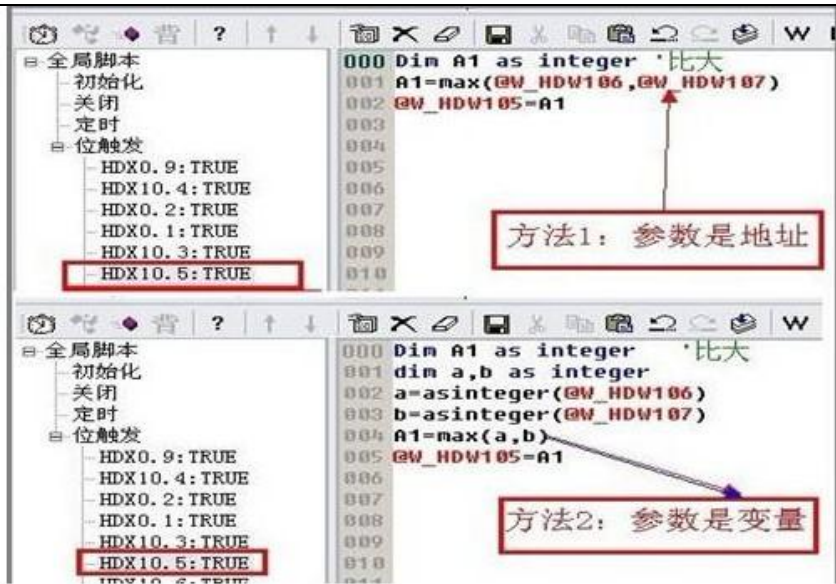 背 ? W
全局脚本
初始化
关闭
定时
位触发
HDX0.9:TRUE
HDX10.4:TRUE
HDX0.2:TRUE
HDX0.1:TRUE
HDX10.3:TRUE
HDX10.5:TRUE
000 Dim A1 as integer '比大
001 A1=max(@W_HDW106,@W_HDW107)
002 @W_HDW105=A1
003
004
005
006
007
008
009
010
方法1: 参数是地址
背 ? W
全局脚本
初始化
关闭
定时
位触发
HDX0.9:TRUE
HDX10.4:TRUE
HDX0.2:TRUE
HDX0.1:TRUE
HDX10.3:TRUE
HDX10.5:TRUE
HDX10.6:TRUE
000 Dim A1 as integer '比大
001 dim a,b as integer
002 a=asinteger(@W_HDW106)
003 b=asinteger(@W_HDW107)
004 A1=max(a,b)
005 @W_HDW105=A1
006
007
008
009
010
方法2: 参数是变量